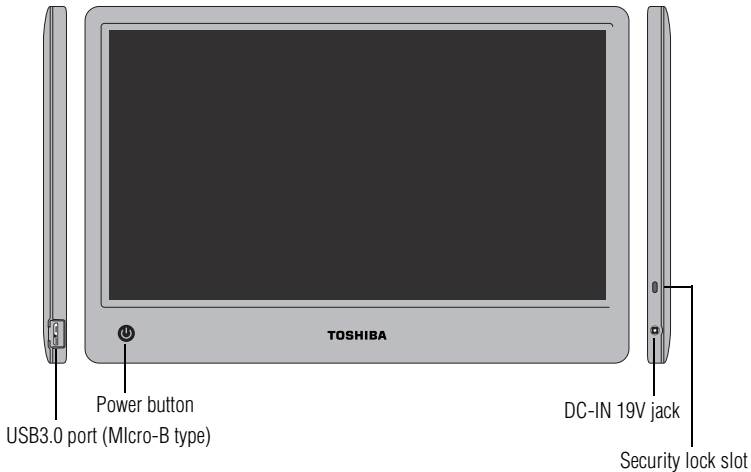 TOSHIBA
Power button
DC-IN 19V jack
USB3.0 port (MIcro-B type)
Security lock slot